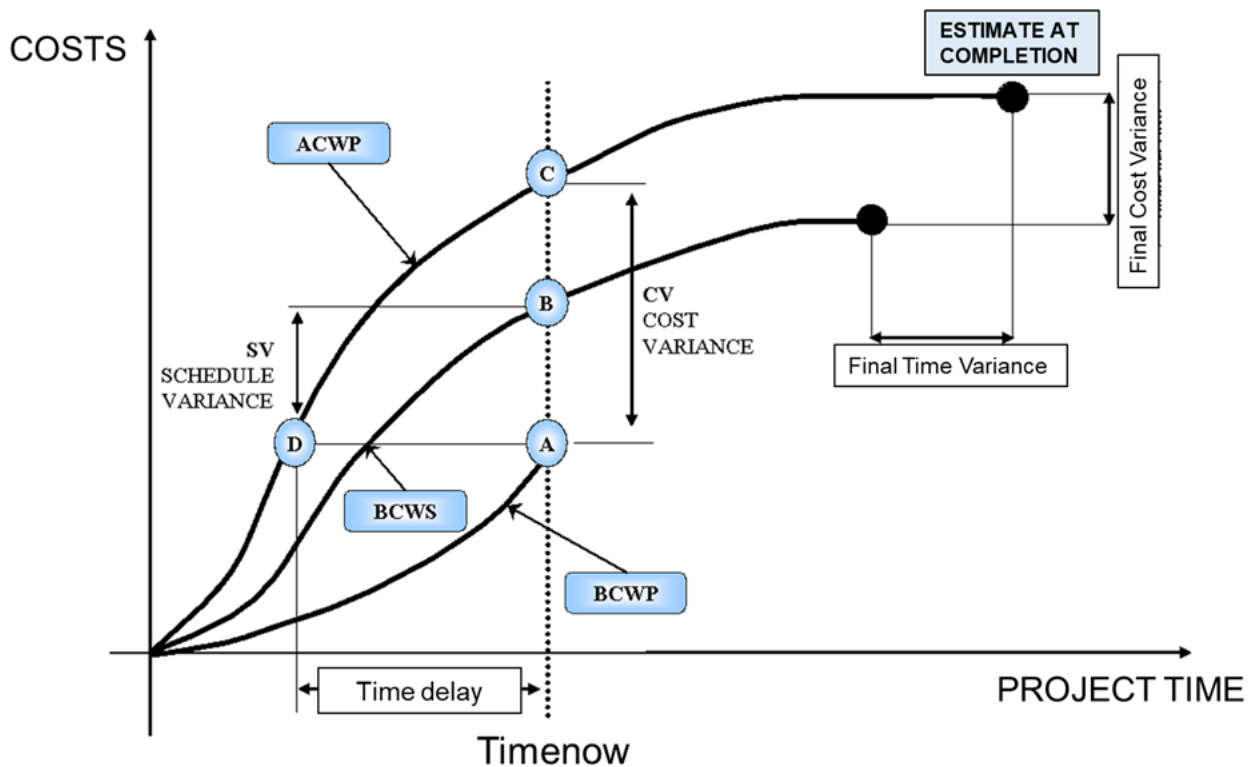 COSTS
ESTIMATE AT
COMPLETION
Final Cost Variance
ACWP
C
B
CV
COST
VARIANCE
SV
SCHEDULE
VARIANCE
Final Time Variance
D
A
BCWS
BCWP
Time delay
PROJECT TIME
Timenow